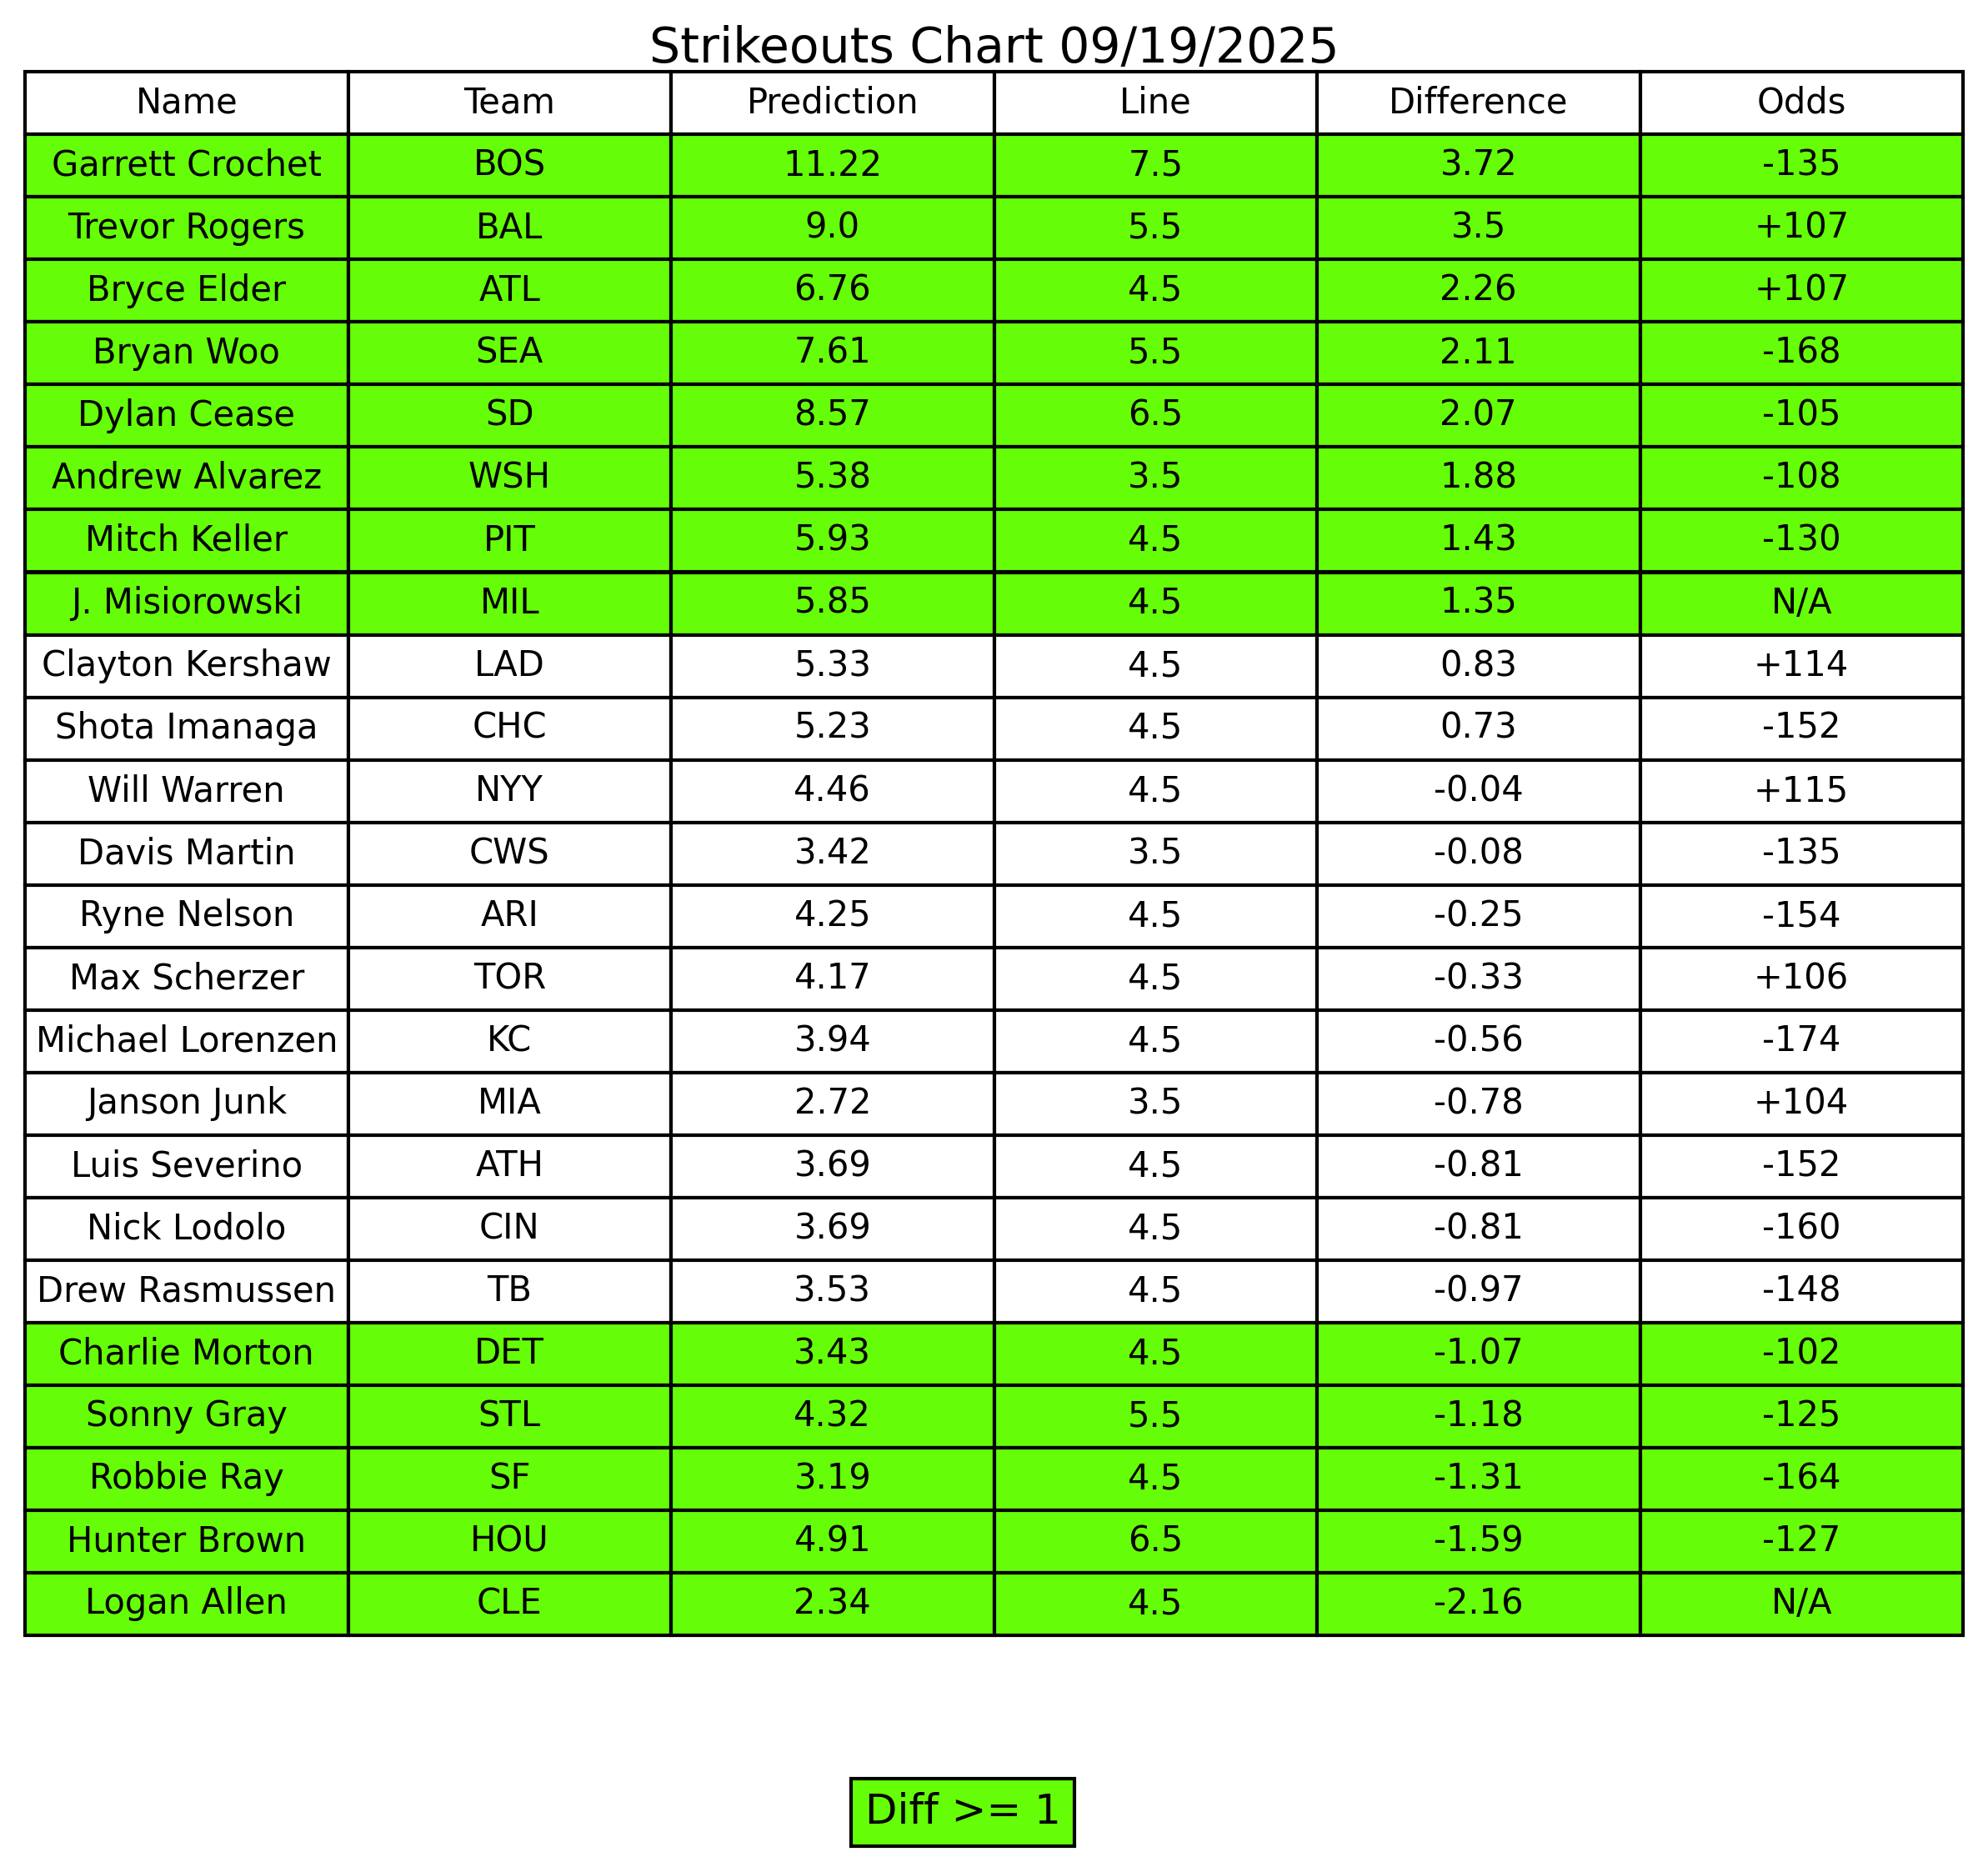 Strikeouts Chart 09/19/2025
Name Team Prediction Line Difference Odds
Garrett Crochet BOS 11.22 7.5 3.72 -135
Trevor Rogers BAL 9.0 5.5 3.5 +107
Bryce Elder ATL 6.76 4.5 2.26 +107
Bryan Woo SEA 7.61 5.5 2.11 -168
Dylan Cease SD 8.57 6.5 2.07 -105
Andrew Alvarez WSH 5.38 3.5 1.88 -108
Mitch Keller PIT 5.93 4.5 1.43 -130
J. Misiorowski MIL 5.85 4.5 1.35 N/A
Clayton Kershaw LAD 5.33 4.5 0.83 +114
Shota Imanaga CHC 5.23 4.5 0.73 -152
Will Warren NYY 4.46 4.5 -0.04 +115
Davis Martin CWS 3.42 3.5 -0.08 -135
Ryne Nelson ARI 4.25 4.5 -0.25 -154
Max Scherzer TOR 4.17 4.5 -0.33 +106
Michael Lorenzen KC 3.94 4.5 -0.56 -174
Janson Junk MIA 2.72 3.5 -0.78 +104
Luis Severino ATH 3.69 4.5 -0.81 -152
Nick Lodolo CIN 3.69 4.5 -0.81 -160
Drew Rasmussen TB 3.53 4.5 -0.97 -148
Charlie Morton DET 3.43 4.5 -1.07 -102
Sonny Gray STL 4.32 5.5 -1.18 -125
Robbie Ray SF 3.19 4.5 -1.31 -164
Hunter Brown HOU 4.91 6.5 -1.59 -127
Logan Allen CLE 2.34 4.5 -2.16 N/A
Diff >= 1